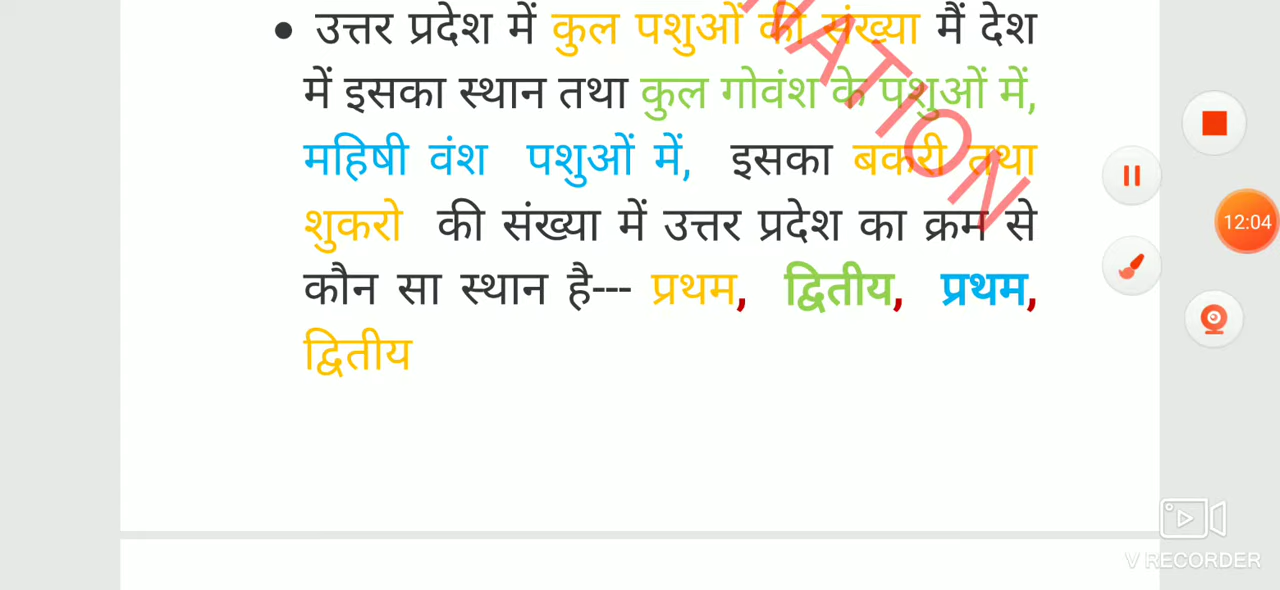 • उत्तर प्रदेश में कुल पशुओं की संख्या मैं देश
में इसका स्थान तथा कुल गोवंश के पशुओं में,
महिषी वंश पशुओं में, इसका बकरी तथा
शुकरो की संख्या में उत्तर प्रदेश का क्रम से
कौन सा स्थान है--- प्रथम, द्वितीय, प्रथम,
द्वितीय
NATION
12:04
V RECORDER